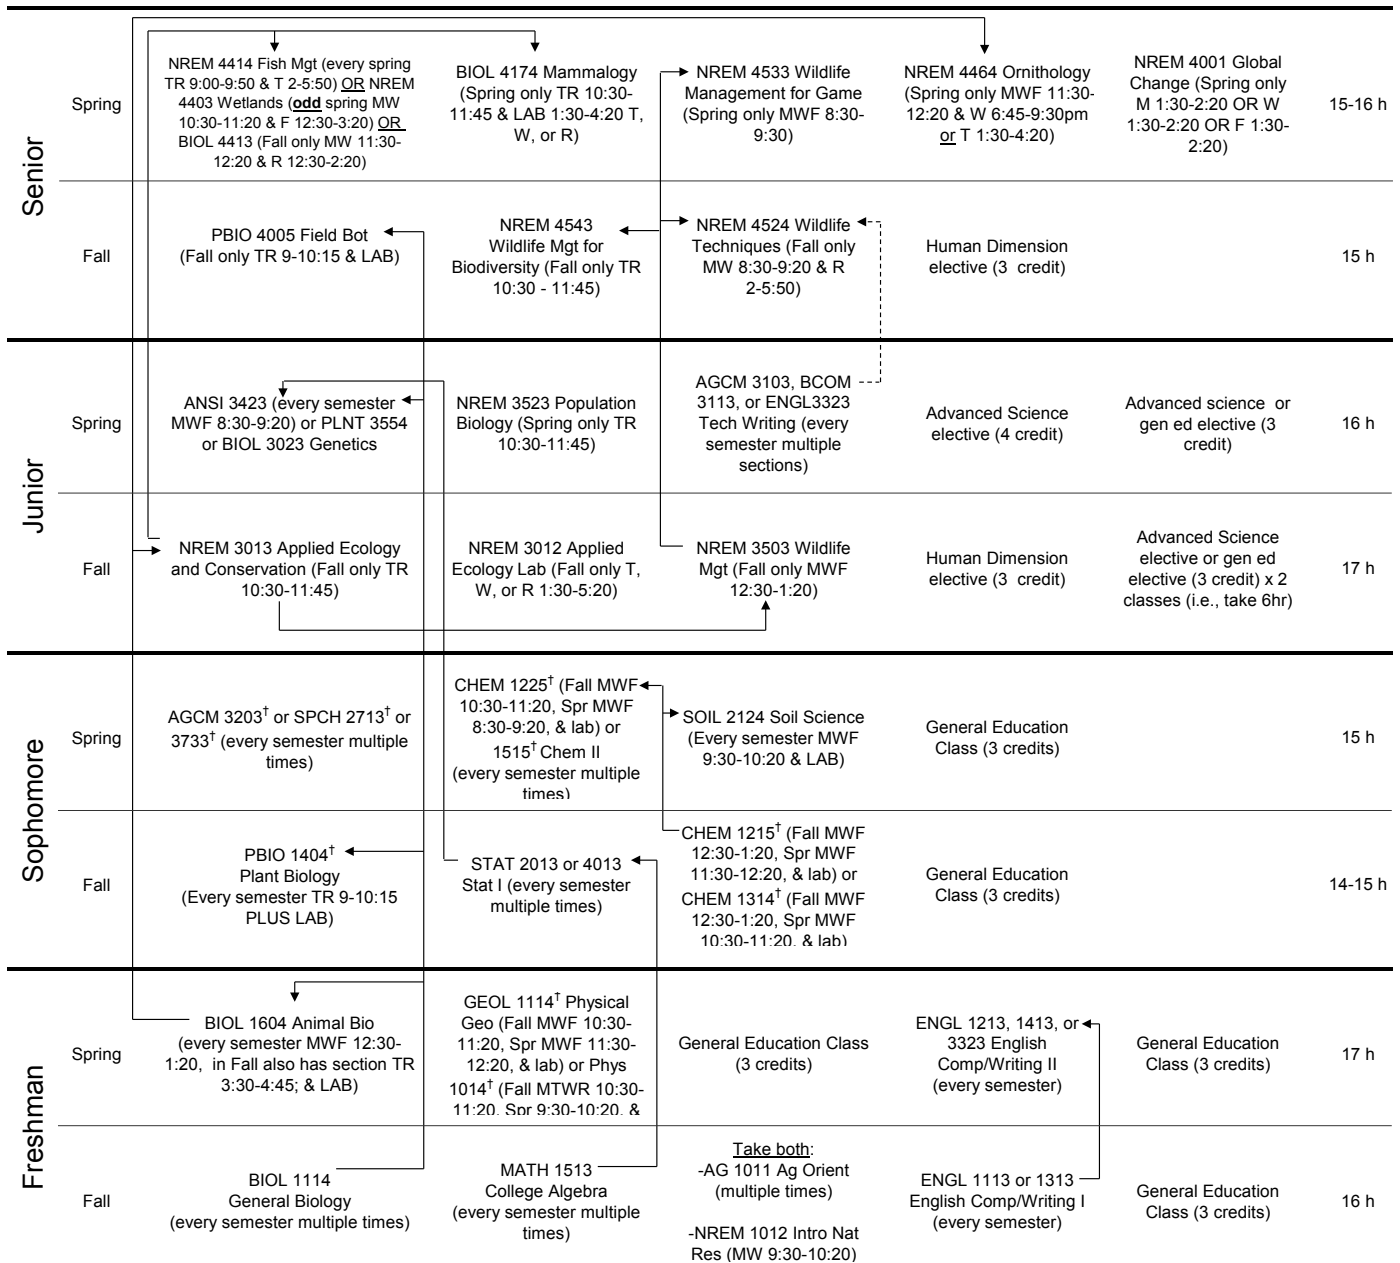 Senior
Spring
NREM 4414 Fish Mgt (every spring
TR 9:00-9:50 & T 2-5:50) OR NREM
4403 Wetlands (odd spring MW
10:30-11:20 & F 12:30-3:20) OR
BIOL 4413 (Fall only MW 11:30-
12:20 & R 12:30-2:20)
BIOL 4174 Mammalogy
(Spring only TR 10:30-
11:45 & LAB 1:30-4:20 T,
W, or R)
NREM 4533 Wildlife
Management for Game
(Spring only MWF 8:30-
9:30)
NREM 4464 Ornithology
(Spring only MWF 11:30-
12:20 & W 6:45-9:30pm
or T 1:30-4:20)
NREM 4001 Global
Change (Spring only
M 1:30-2:20 OR W
1:30-2:20 OR F 1:30-
2:20)
15-16 h
Fall
PBIO 4005 Field Bot
(Fall only TR 9-10:15 & LAB)
NREM 4543
Wildlife Mgt for
Biodiversity (Fall only TR
10:30 - 11:45)
NREM 4524 Wildlife
Techniques (Fall only
MW 8:30-9:20 & R
2-5:50)
Human Dimension
elective (3 credit)
15 h
Junior
Spring
ANSI 3423 (every semester
MWF 8:30-9:20) or PLNT 3554
or BIOL 3023 Genetics
NREM 3523 Population
Biology (Spring only TR
10:30-11:45)
AGCM 3103, BCOM
3113, or ENGL3323
Tech Writing (every
semester multiple
sections)
Advanced Science
elective (4 credit)
Advanced science or
gen ed elective (3
credit)
16 h
Fall
NREM 3013 Applied Ecology
and Conservation (Fall only TR
10:30-11:45)
NREM 3012 Applied
Ecology Lab (Fall only T,
W, or R 1:30-5:20)
NREM 3503 Wildlife
Mgt (Fall only MWF
12:30-1:20)
Human Dimension
elective (3 credit)
Advanced Science
elective or gen ed
elective (3 credit) x 2
classes (i.e., take 6hr)
17 h
Sophomore
Spring
AGCM 3203† or SPCH 2713† or
3733† (every semester multiple
times)
CHEM 1225† (Fall MWF
10:30-11:20, Spr MWF
8:30-9:20, & lab) or
1515† Chem II
(every semester multiple
times)
SOIL 2124 Soil Science
(Every semester MWF
9:30-10:20 & LAB)
General Education
Class (3 credits)
15 h
Fall
PBIO 1404†
Plant Biology
(Every semester TR 9-10:15
PLUS LAB)
STAT 2013 or 4013
Stat I (every semester
multiple times)
CHEM 1215† (Fall MWF
12:30-1:20, Spr MWF
11:30-12:20, & lab) or
CHEM 1314† (Fall MWF
12:30-1:20, Spr MWF
10:30-11:20, & lab)
General Education
Class (3 credits)
14-15 h
Freshman
Spring
BIOL 1604 Animal Bio
(every semester MWF 12:30-
1:20, in Fall also has section TR
3:30-4:45; & LAB)
GEOL 1114† Physical
Geo (Fall MWF 10:30-
11:20, Spr MWF 11:30-
12:20, & lab) or Phys
1014† (Fall MTWR 10:30-
11:20, Spr 9:30-10:20, &
General Education Class
(3 credits)
ENGL 1213, 1413, or
3323 English
Comp/Writing II
(every semester)
General Education
Class (3 credits)
17 h
Fall
BIOL 1114
General Biology
(every semester multiple times)
MATH 1513
College Algebra
(every semester multiple
times)
Take both:
-AG 1011 Ag Orient
(multiple times)
-NREM 1012 Intro Nat
Res (MW 9:30-10:20)
ENGL 1113 or 1313
English Comp/Writing I
(every semester)
General Education
Class (3 credits)
16 h